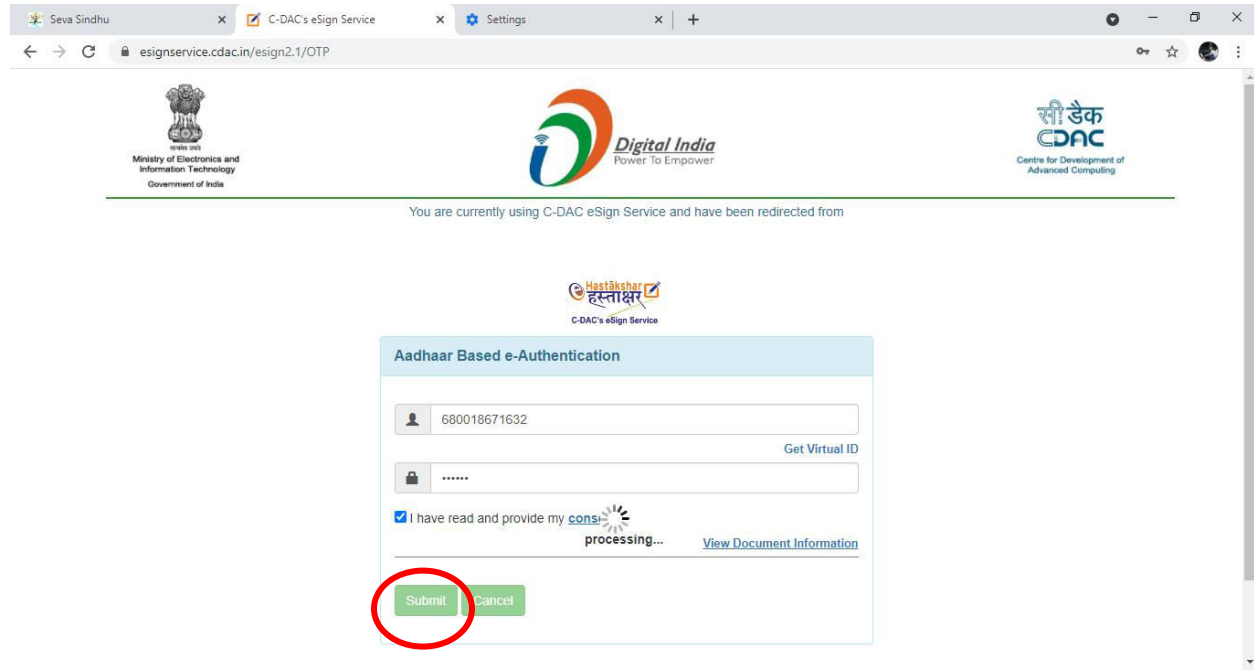 Seva Sindhu
C-DAC's eSign Service
Settings
esignservice.cdac.in/esign2.1/OTP
Ministry of Electronics and
Information Technology
Government of India
Digital India
Power To Empower
सी डैक
CDAC
Centre for Development of
Advanced Computing
You are currently using C-DAC eSign Service and have been redirected from
e Hastākshar
हस्ताक्षर
C-DAC's eSign Service
Aadhaar Based e-Authentication
680018671632
Get Virtual ID
••••••
I have read and provide my cons
processing...
View Document Information
Submit Cancel